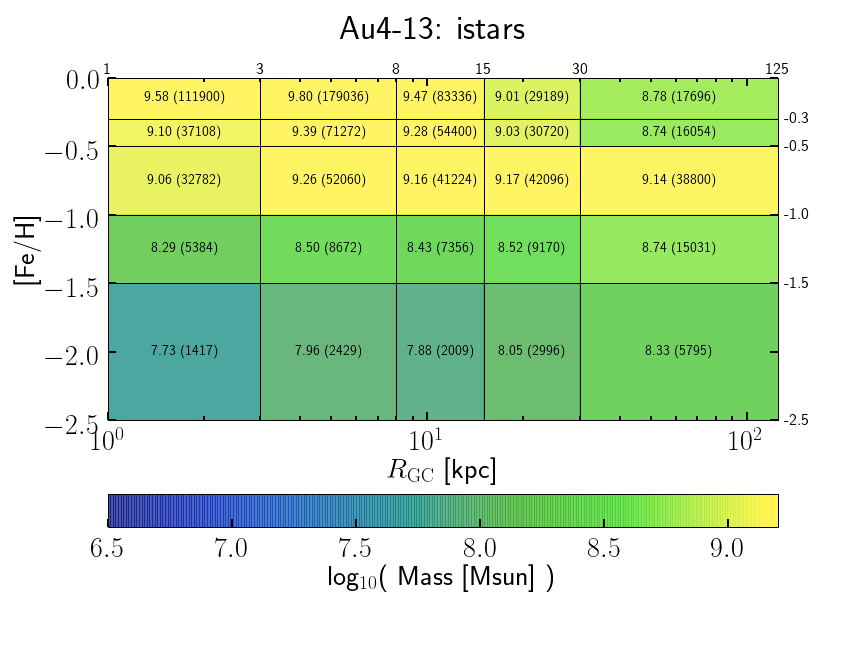 Au4-13: istars
1 3 8 15 30 125
0.0 9.58 (111900) 9.80 (179036) 9.47 (83336) 9.01 (29189) 8.78 (17696)
-0.3
9.10 (37108) 9.39 (71272) 9.28 (54400) 9.03 (30720) 8.74 (16054)
−0.5 -0.5
9.06 (32782) 9.26 (52060) 9.16 (41224) 9.17 (42096) 9.14 (38800)
−1.0 -1.0
[Fe/H]
8.29 (5384) 8.50 (8672) 8.43 (7356) 8.52 (9170) 8.74 (15031)
−1.5 -1.5
−2.0 7.73 (1417) 7.96 (2429) 7.88 (2009) 8.05 (2996) 8.33 (5795)
−2.5 -2.5
10⁰ 10¹ 10²
R_GC [kpc]
6.5 7.0 7.5 8.0 8.5 9.0
log₁₀( Mass [Msun] )